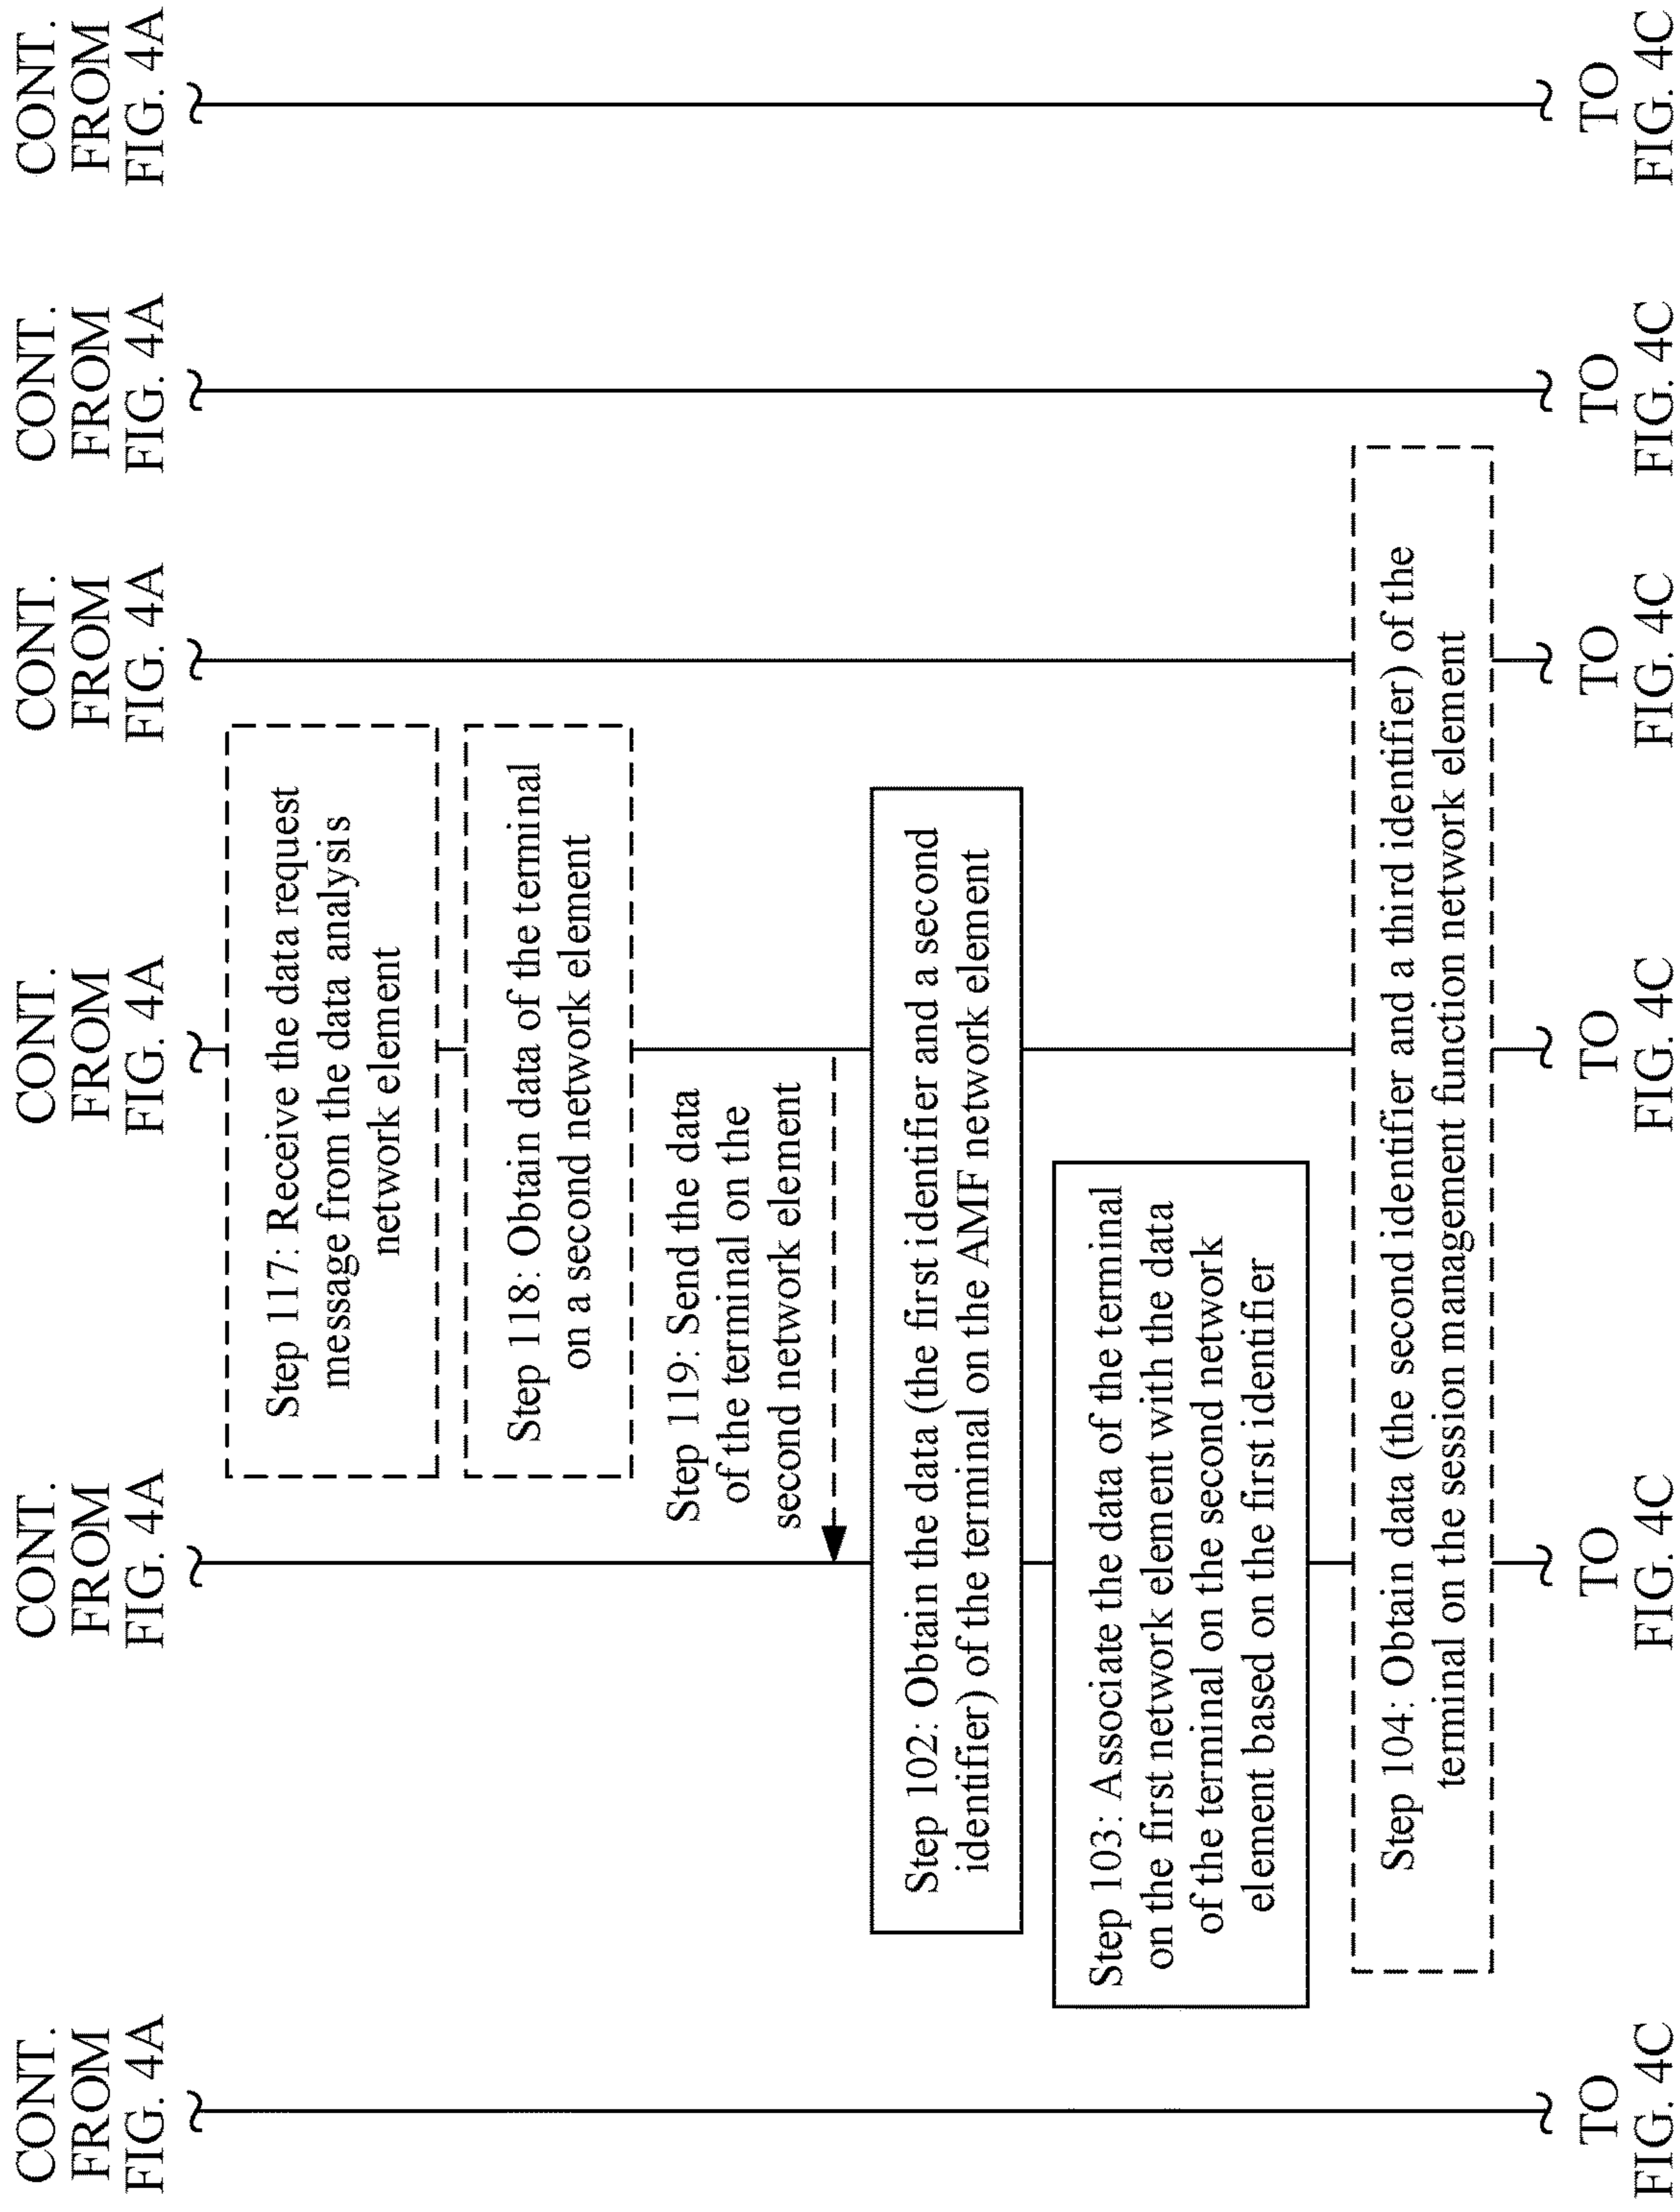 CONT.
FROM
FIG. 4A
CONT.
FROM
FIG. 4A
CONT.
FROM
FIG. 4A
CONT.
FROM
FIG. 4A
CONT.
FROM
FIG. 4A
CONT.
FROM
FIG. 4A
Step 117: Receive the data request
message from the data analysis
network element
Step 118: Obtain data of the terminal
on a second network element
Step 119: Send the data
of the terminal on the
second network element
Step 102: Obtain the data (the first identifier and a second
identifier) of the terminal on the AMF network element
Step 103: Associate the data of the terminal
on the first network element with the data
of the terminal on the second network
element based on the first identifier
Step 104: Obtain data (the second identifier and a third identifier) of the
terminal on the session management function network element
TO
FIG. 4C
TO
FIG. 4C
TO
FIG. 4C
TO
FIG. 4C
TO
FIG. 4C
TO
FIG. 4C